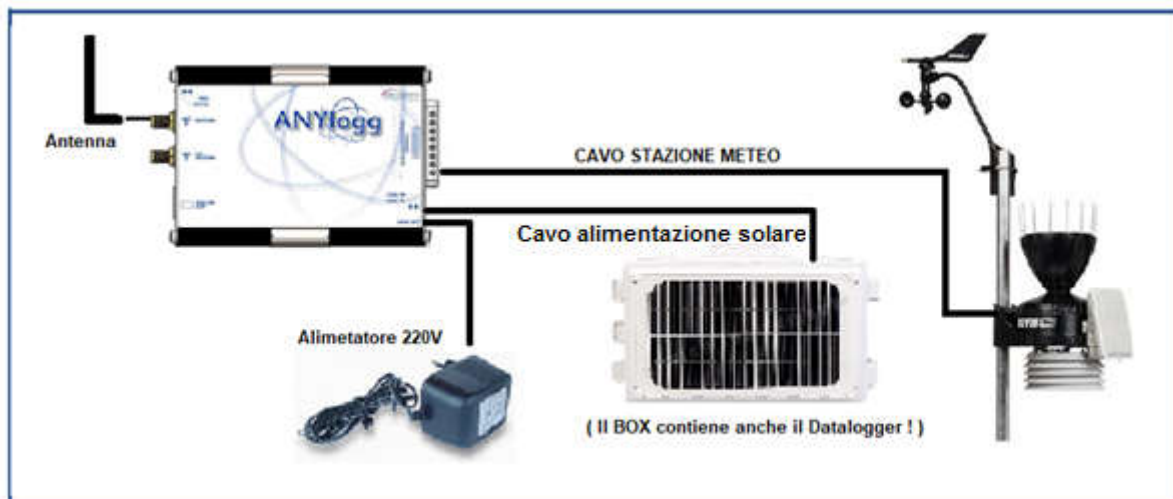 ANYlogg
Antenna
CAVO STAZIONE METEO
Cavo alimentazione solare
Alimetatore 220V
( Il BOX contiene anche il Datalogger ! )